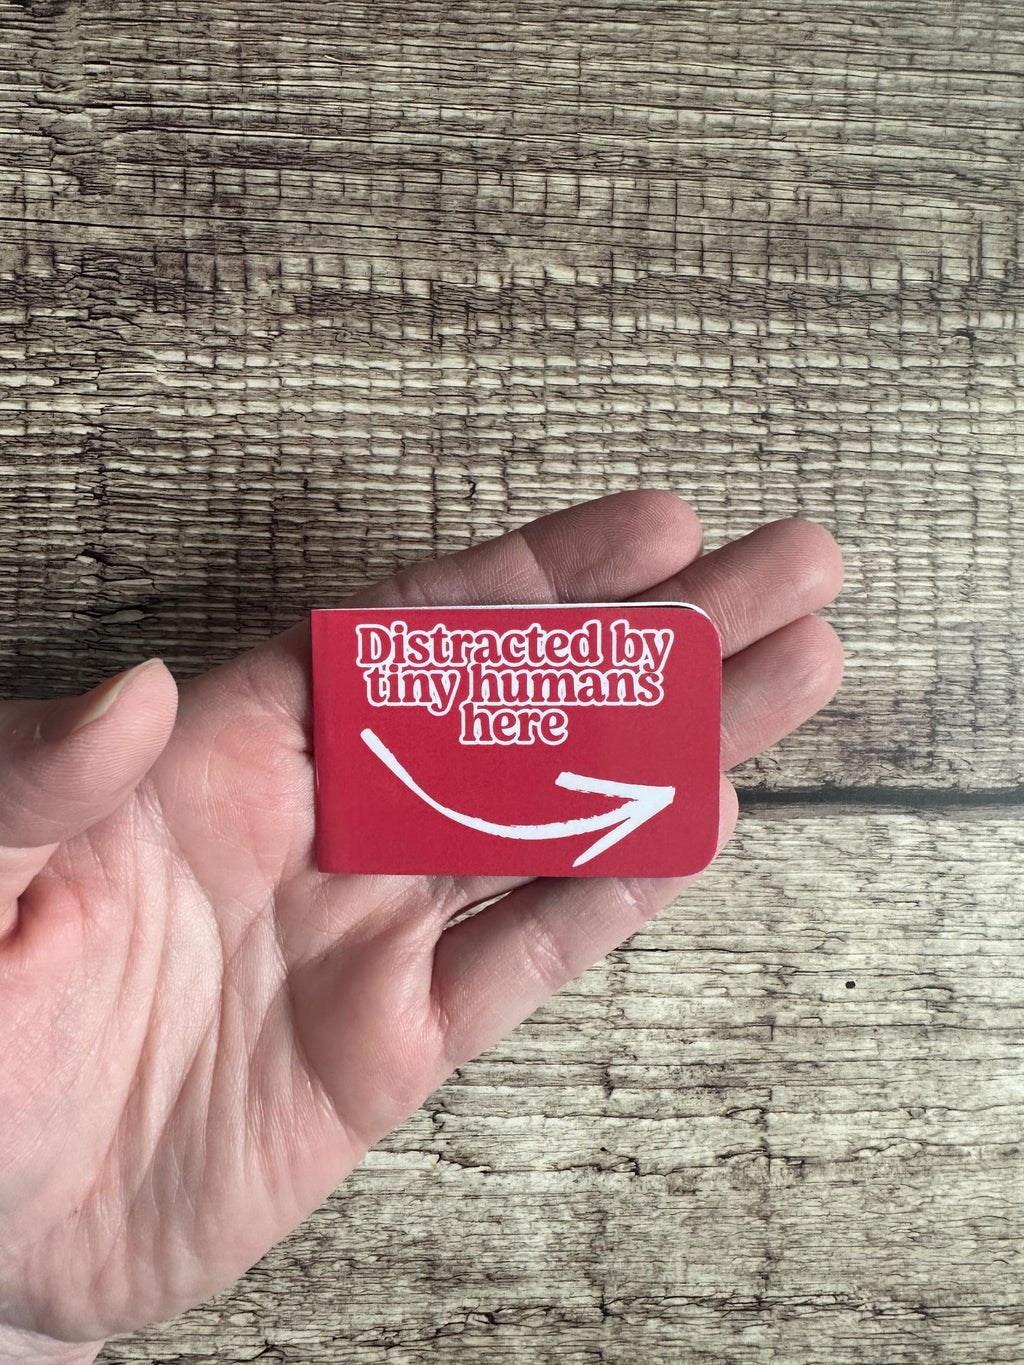 Distracted by
tiny humans
here